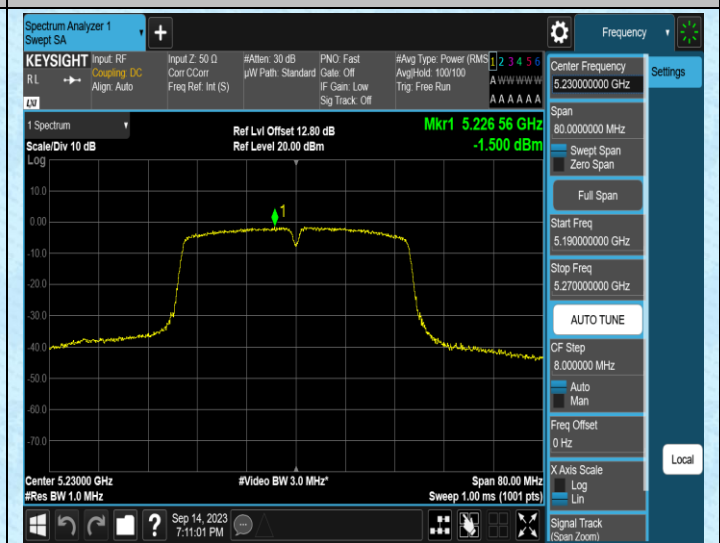 Spectrum Analyzer 1
Swept SA
+
Frequency
KEYSIGHT
R L
LXI
Input: RF
Coupling: DC
Align: Auto
Input Z: 50 Ω
Corr CCorr
Freq Ref: Int (S)
#Atten: 30 dB
µW Path: Standard
PNO: Fast
Gate: Off
IF Gain: Low
Sig Track: Off
#Avg Type: Power (RMS
Avg|Hold: 100/100
Trig: Free Run
1 2 3 4 5 6
A W W W W W
A A A A A A
1 Spectrum
Scale/Div 10 dB
Log
Ref Lvl Offset 12.80 dB
Ref Level 20.00 dBm
Mkr1 5.226 56 GHz
-1.500 dBm
10.0
0.00
-10.0
-20.0
-30.0
-40.0
-50.0
-60.0
-70.0
1
Center 5.23000 GHz
#Res BW 1.0 MHz
#Video BW 3.0 MHz*
Span 80.00 MHz
Sweep 1.00 ms (1001 pts)
Sep 14, 2023
7:11:01 PM
?
Center Frequency
5.230000000 GHz
Settings
Span
80.0000000 MHz
Swept Span
Zero Span
Full Span
Start Freq
5.190000000 GHz
Stop Freq
5.270000000 GHz
AUTO TUNE
CF Step
8.000000 MHz
Auto
Man
Freq Offset
0 Hz
X Axis Scale
Log
Lin
Local
Signal Track
(Span Zoom)